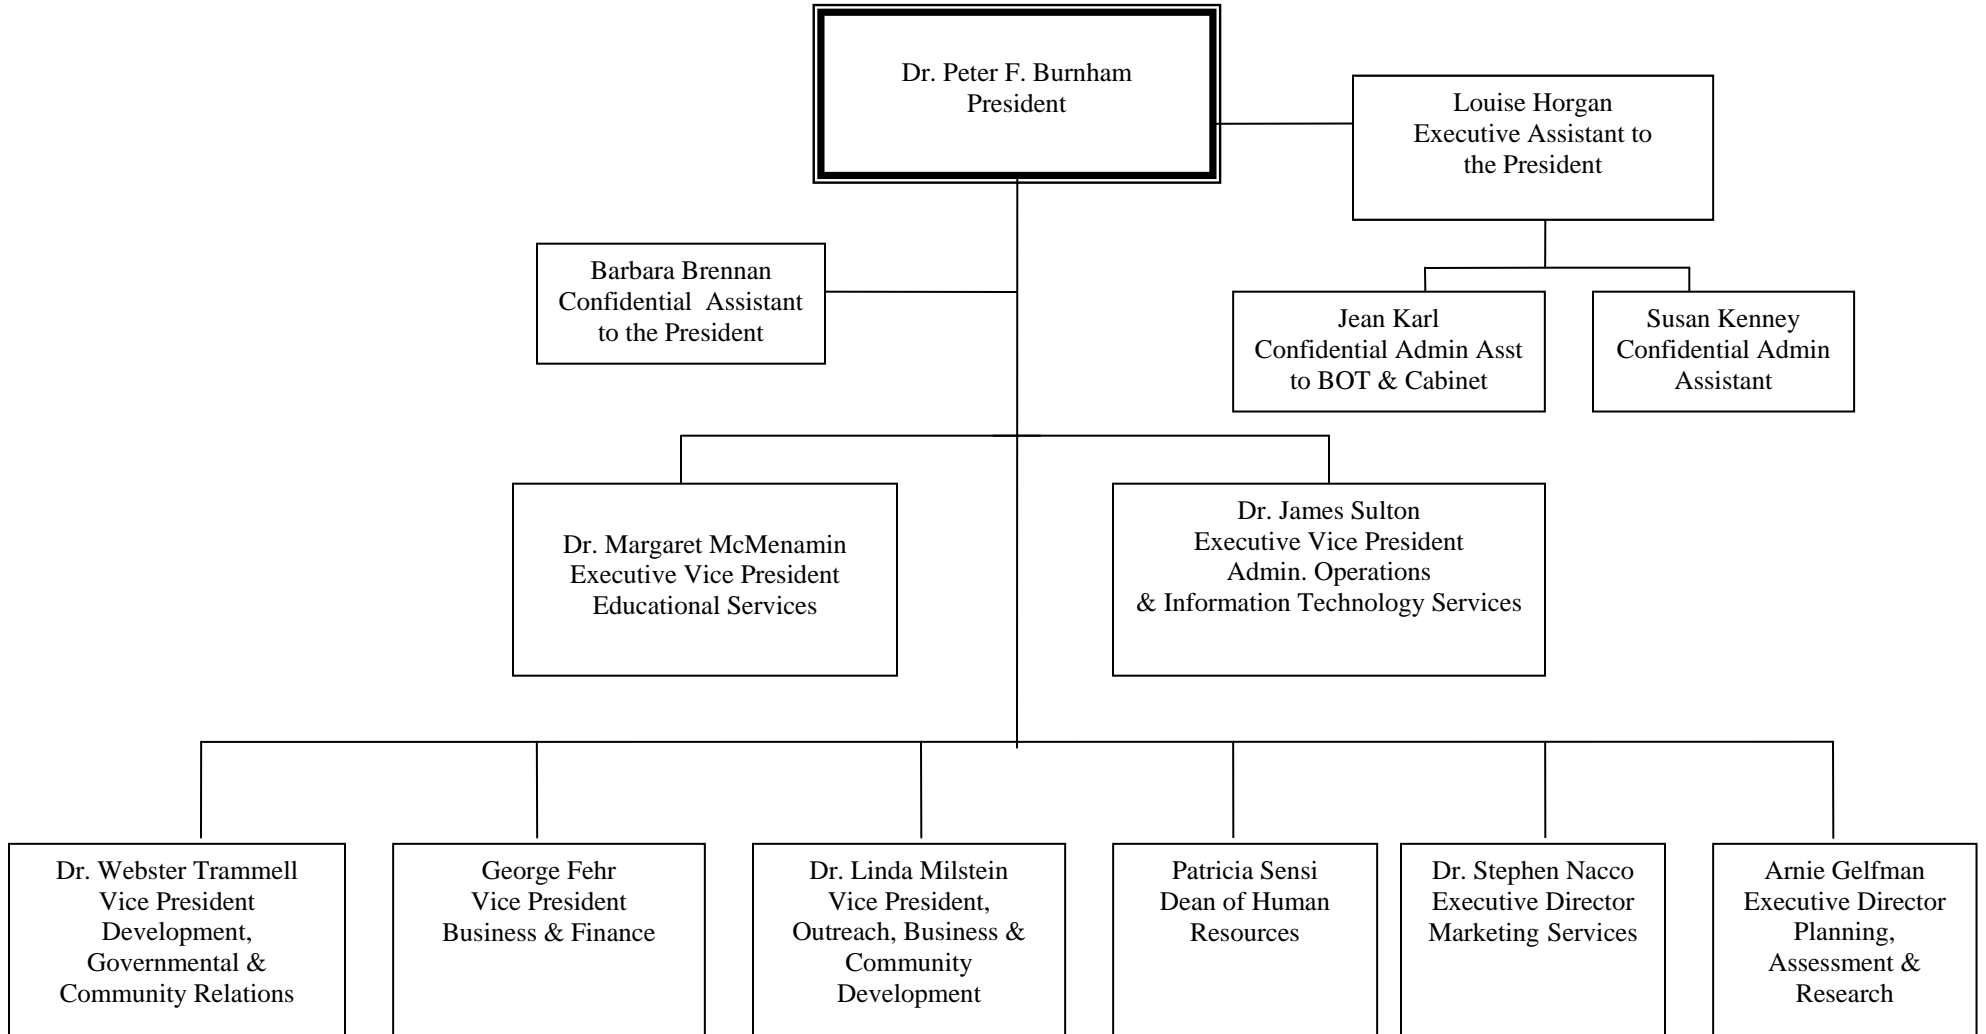 Dr. Peter F. Burnham
President
Louise Horgan
Executive Assistant to
the President
Barbara Brennan
Confidential  Assistant
to the President
Jean Karl
Confidential Admin Asst
to BOT & Cabinet
Susan Kenney
Confidential Admin
Assistant
Dr. Margaret McMenamin
Executive Vice President
Educational Services
Dr. James Sulton
Executive Vice President
Admin. Operations
& Information Technology Services
Dr. Webster Trammell
Vice President
Development,
Governmental &
Community Relations
George Fehr
Vice President
Business & Finance
Dr. Linda Milstein
Vice President,
Outreach, Business &
Community
Development
Patricia Sensi
Dean of Human
Resources
Dr. Stephen Nacco
Executive Director
Marketing Services
Arnie Gelfman
Executive Director
Planning,
Assessment &
Research